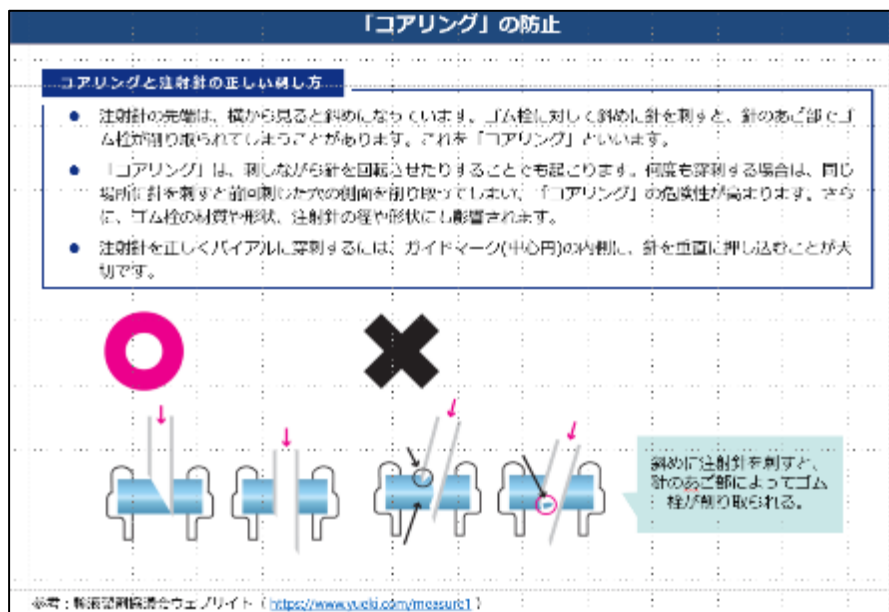 「コアリング」の防止
コアリングと注射針の正しい刺し方
● 注射針の先端は、横から見ると斜めになっています。ゴム栓に対して斜めに針を刺すと、針のあご部でゴ
ム栓が削り取られてしまうことがあります。これを「コアリング」といいます。
● 「コアリング」は、刺しながら針を回転させたりすることでも起こります。何度も穿刺する場合は、同じ
場所に針を刺すと前回刺した穴の側面を削り取ってしまい、「コアリング」の危険性が高まります。さら
に、ゴム栓の材質や形状、注射針の径や形状にも影響されます。
● 注射針を正しくバイアルに穿刺するには、ガイドマーク(中心円)の内側に、針を垂直に押し込むことが大
切です。
斜めに注射針を刺すと、
針のあご部によってゴム
栓が削り取られる。
参考：輸液製剤協議会ウェブサイト（ https://www.yueki.com/measure1 ）